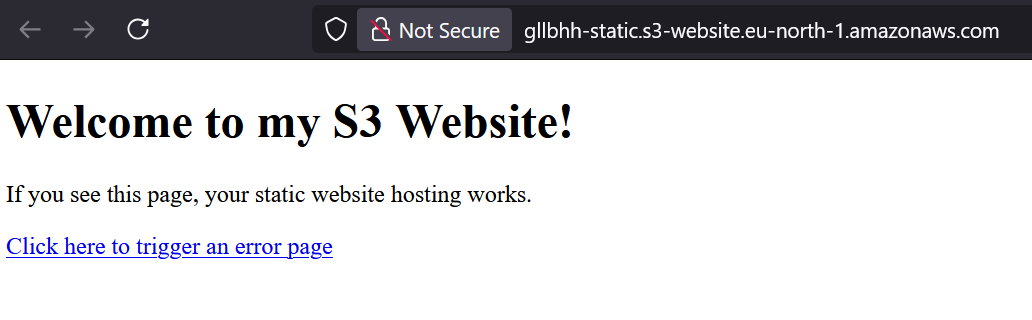 Not Secure gllbhh-static.s3-website.eu-north-1.amazonaws.com
Welcome to my S3 Website!
If you see this page, your static website hosting works.
Click here to trigger an error page